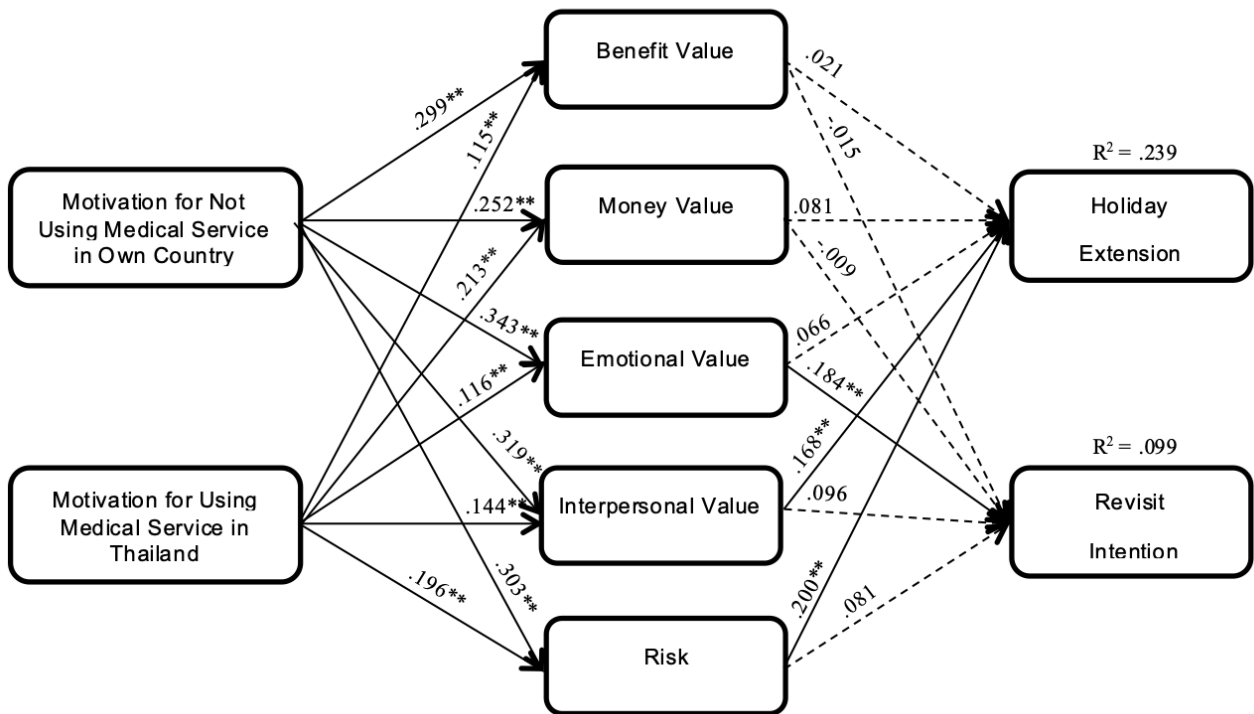 Benefit Value
.021
.299**
.115**
-.015
R² = .239
Motivation for Not
Using Medical Service
in Own Country
.252**
Money Value
.081
Holiday
Extension
.213**
-.009
.343**
Emotional Value
.066
.116**
.184**
.319**
.168**
R² = .099
Motivation for Using
Medical Service in
Thailand
.144**
Interpersonal Value
.096
Revisit
Intention
.196**
.303**
.200**
.081
Risk